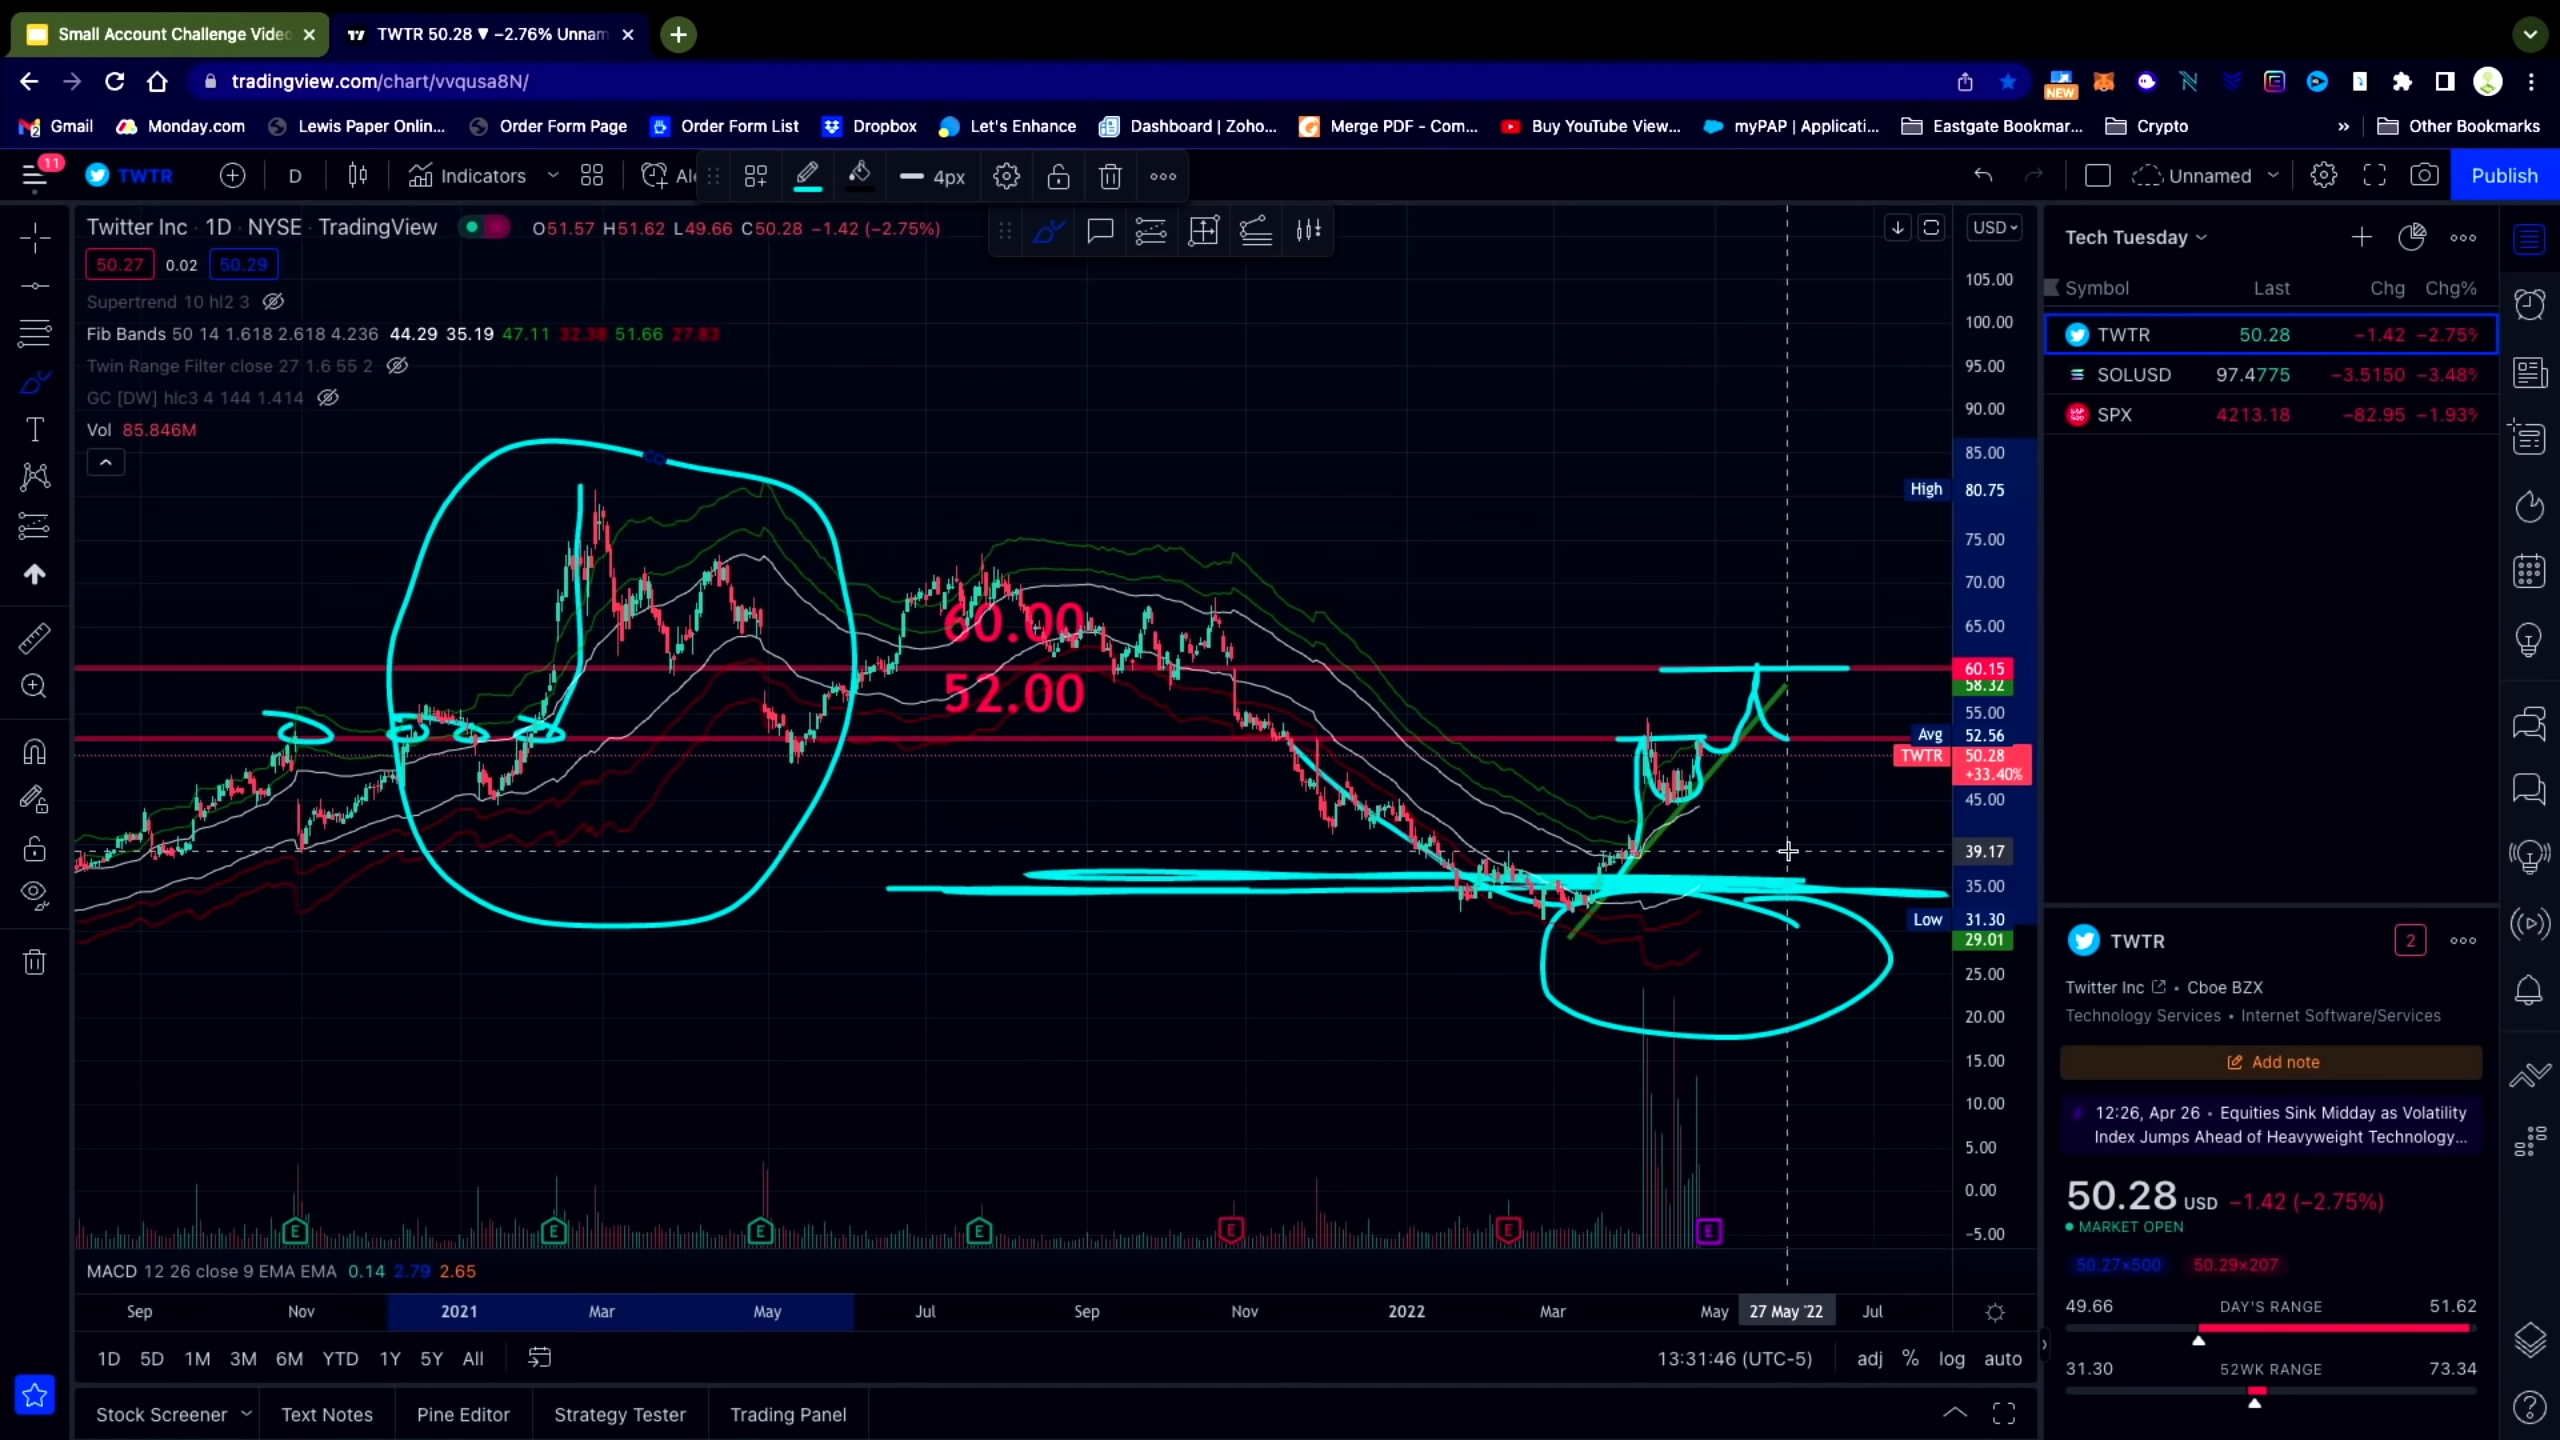 Small Account Challenge Video
TWTR 50.28 ▼ −2.76% Unnam
tradingview.com/chart/vvqusa8N/
NEW
Gmail
Monday.com
Lewis Paper Onlin...
Order Form Page
Order Form List
Dropbox
Let's Enhance
Dashboard | Zoho...
Merge PDF - Com...
Buy YouTube View...
myPAP | Applicati...
Eastgate Bookmar...
Crypto
»
Other Bookmarks
11
TWTR
D
Indicators
Ale
4px
Unnamed
Publish
Twitter Inc · 1D · NYSE · TradingView
O51.57 H51.62 L49.66 C50.28 −1.42 (−2.75%)
50.27
0.02
50.29
Supertrend 10 hl2 3
Fib Bands 50 14 1.618 2.618 4.236 44.29 35.19 47.11 32.38 51.66 27.83
Twin Range Filter close 27 1.6 55 2
GC [DW] hlc3 4 144 1.414
Vol 85.846M
60.00
52.00
USD
105.00
100.00
95.00
90.00
85.00
High 80.75
75.00
70.00
65.00
60.15
58.32
55.00
Avg 52.56
TWTR 50.28
+33.40%
45.00
39.17
35.00
Low 31.30
29.01
25.00
20.00
15.00
10.00
5.00
0.00
−5.00
E
E
E
E
E
E
E
MACD 12 26 close 9 EMA EMA 0.14 2.79 2.65
Sep
Nov
2021
Mar
May
Jul
Sep
Nov
2022
Mar
May
27 May '22
Jul
1D
5D
1M
3M
6M
YTD
1Y
5Y
All
13:31:46 (UTC-5)
adj
%
log
auto
Stock Screener
Text Notes
Pine Editor
Strategy Tester
Trading Panel
Tech Tuesday
Symbol Last Chg Chg%
TWTR 50.28 −1.42 −2.75%
SOLUSD 97.4775 −3.5150 −3.48%
SPX 4213.18 −82.95 −1.93%
TWTR
2
Twitter Inc • Cboe BZX
Technology Services • Internet Software/Services
Add note
12:26, Apr 26 • Equities Sink Midday as Volatility
Index Jumps Ahead of Heavyweight Technology...
50.28 USD −1.42 (−2.75%)
MARKET OPEN
50.27×500
50.29×207
49.66 DAY'S RANGE 51.62
31.30 52WK RANGE 73.34